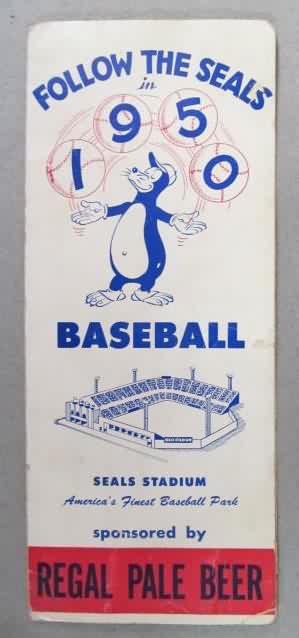 FOLLOW THE SEALS
in
1950
BASEBALL
SEALS STADIUM
America's Finest Baseball Park
sponsored by
REGAL PALE BEER